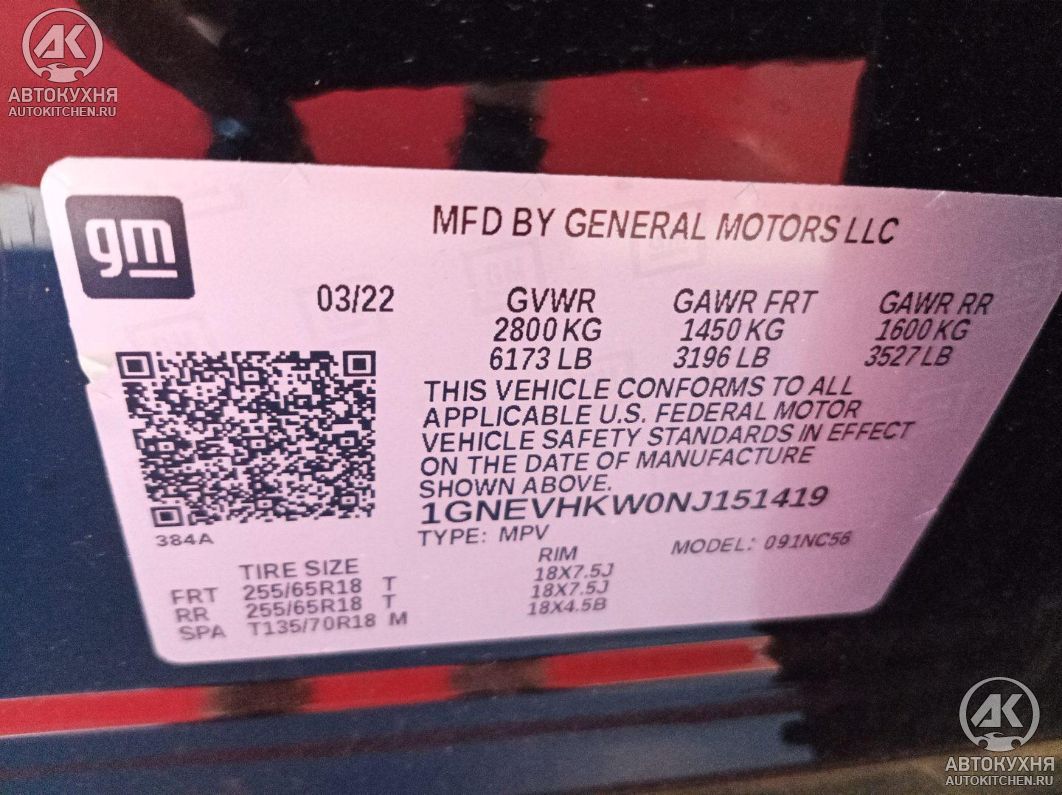 АК
АВТОКУХНЯ
AUTOKITCHEN.RU
gm
MFD BY GENERAL MOTORS LLC
03/22 GVWR GAWR FRT GAWR RR
2800 KG 1450 KG 1600 KG
6173 LB 3196 LB 3527 LB
THIS VEHICLE CONFORMS TO ALL
APPLICABLE U.S. FEDERAL MOTOR
VEHICLE SAFETY STANDARDS IN EFFECT
ON THE DATE OF MANUFACTURE
SHOWN ABOVE.
1GNEVHKW0NJ151419
384A TYPE: MPV MODEL: 091NC56
TIRE SIZE RIM
FRT 255/65R18 T 18X7.5J
RR 255/65R18 T 18X7.5J
SPA T135/70R18 M 18X4.5B
АК
АВТОКУХНЯ
AUTOKITCHEN.RU